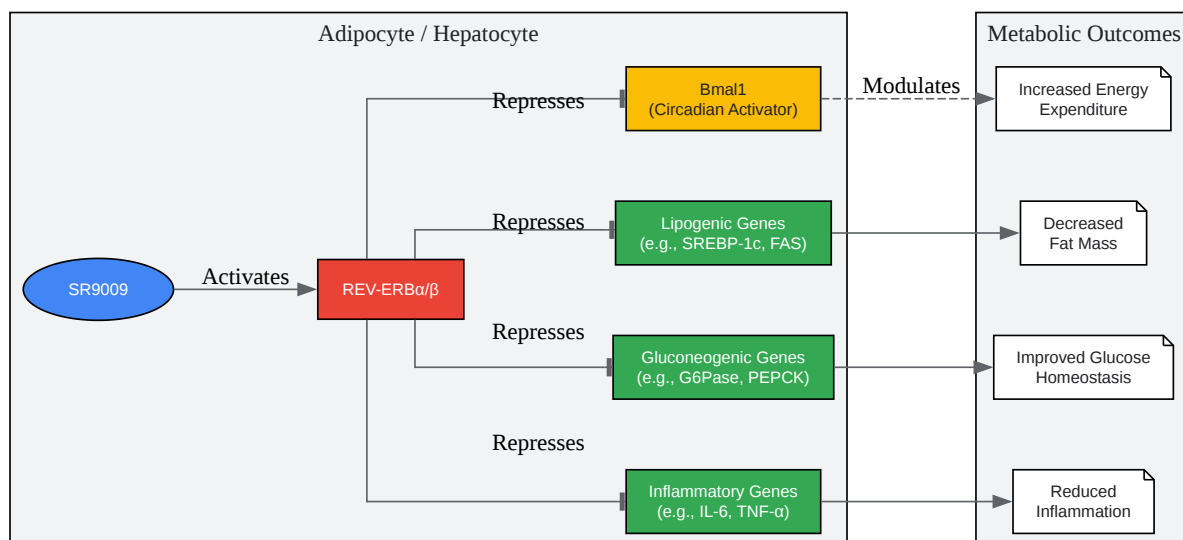 Adipocyte / Hepatocyte
Metabolic Outcomes
Represses
Bmal1
(Circadian Activator)
Modulates
Increased Energy
Expenditure
Represses
Lipogenic Genes
(e.g., SREBP-1c, FAS)
Decreased
Fat Mass
SR9009
Activates
REV-ERBα/β
Represses
Gluconeogenic Genes
(e.g., G6Pase, PEPCK)
Improved Glucose
Homeostasis
Represses
Inflammatory Genes
(e.g., IL-6, TNF-α)
Reduced
Inflammation